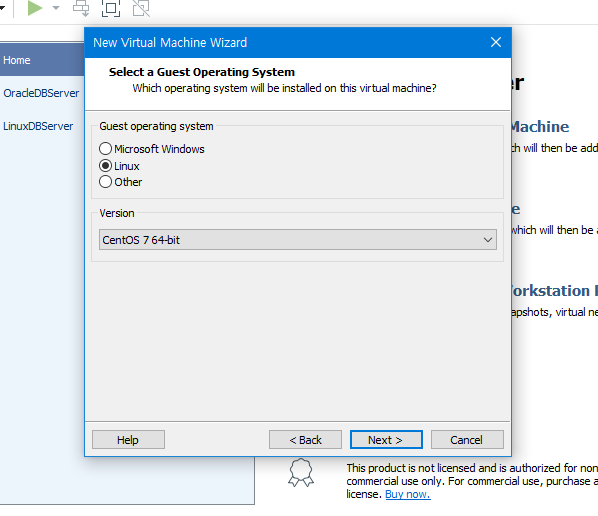 New Virtual Machine Wizard
Select a Guest Operating System
Which operating system will be installed on this virtual machine?
Guest operating system
Microsoft Windows
Linux
Other
Version
CentOS 7 64-bit
Help
< Back
Next >
Cancel
Home
OracleDBServer
LinuxDBServer
er
Machine
ch will then be add
e
which will then be a
orkstation
apshots, virtual ne
This product is not licensed and is authorized for non
commercial use only. For commercial use, purchase a
license. Buy now.